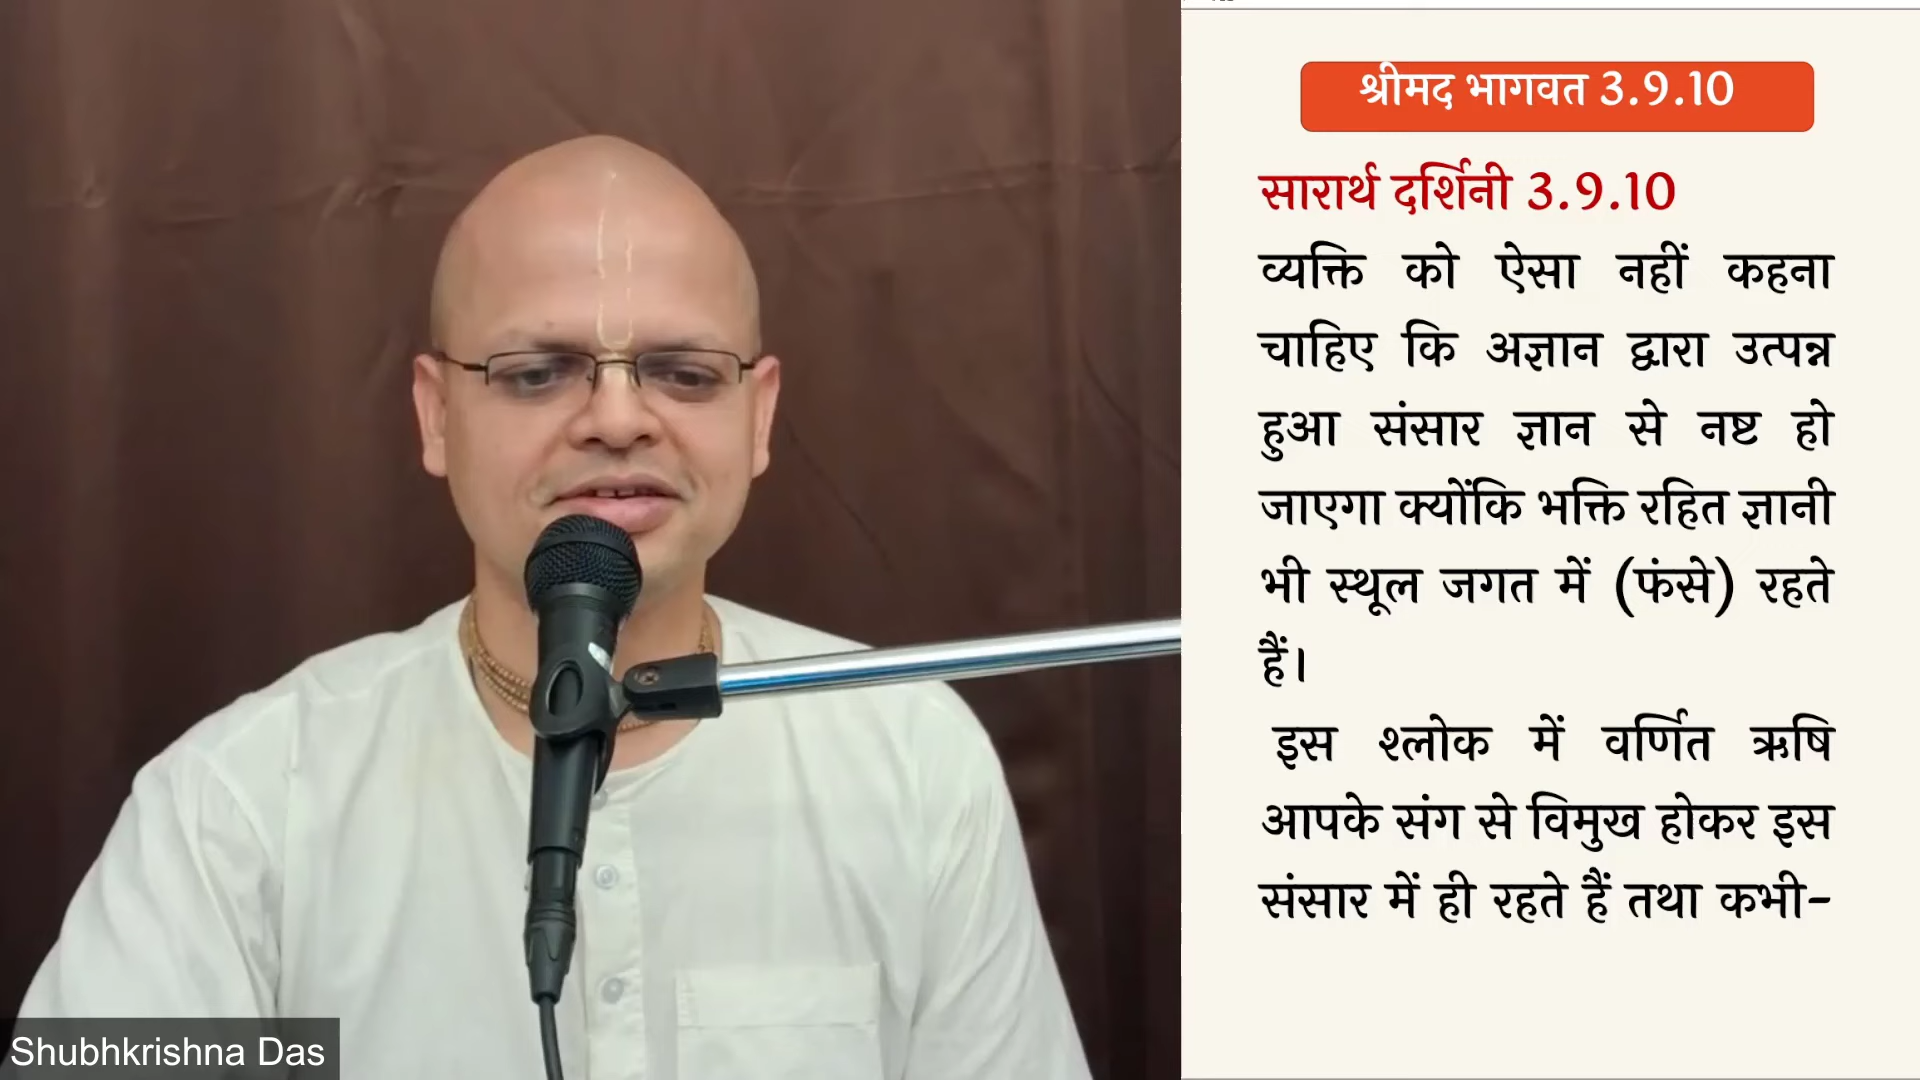 श्रीमद भागवत 3.9.10
सारार्थ दर्शिनी 3.9.10
व्यक्ति को ऐसा नहीं कहना
चाहिए कि अज्ञान द्वारा उत्पन्न
हुआ संसार ज्ञान से नष्ट हो
जाएगा क्योंकि भक्ति रहित ज्ञानी
भी स्थूल जगत में (फंसे) रहते
हैं।
इस श्लोक में वर्णित ऋषि
आपके संग से विमुख होकर इस
संसार में ही रहते हैं तथा कभी-
Shubhkrishna Das